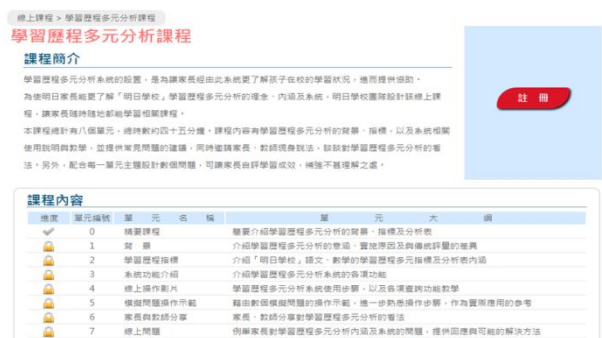 線上課程 > 學習歷程多元分析課程
學習歷程多元分析課程
課程簡介
學習歷程多元分析系統的設置，是為讓家長經由此系統更了解孩子在校的學習狀況，進而提供協助。
為使明日家長能更了解「明日學校」學習歷程多元分析的理念、內涵及系統，明日學校團隊設計該線上課
程，讓家長隨時隨地都能學習相關課程。
本課程總計有八個單元，總時數約四十五分鐘。課程內容有學習歷程多元分析的背景、指標，以及系統相關
使用說明與教學，並提供常見問題的建議，同時邀請家長、教師現身說法，談談對學習歷程多元分析的看
法。另外，配合每一單元主題設計數個問題，可讓家長自評學習成效，補強不甚理解之處。
註 冊
課程內容
進度 單元編號 單 元 名 稱 單 元 大 綱
0 精要課程 簡要介紹學習歷程多元分析的背景、指標及分析表
1 背 景 介紹學習歷程多元分析的意涵、實施原因及與傳統評量的差異
2 學習歷程指標 介紹「明日學校」語文、數學的學習歷程多元指標及分析表內涵
3 系統功能介紹 介紹學習歷程多元分析系統的各項功能
4 線上操作影片 學習歷程多元分析系統使用步驟，以及各項查詢功能教學
5 模擬問題操作示範 藉由數個模擬問題的操作示範，進一步熟悉操作步驟，作為實際應用的參考
6 家長與教師分享 家長、教師分享對學習歷程多元分析的看法
7 線上問題 例舉家長對學習歷程多元分析內涵及系統的問題，提供回應與可能的解決方法